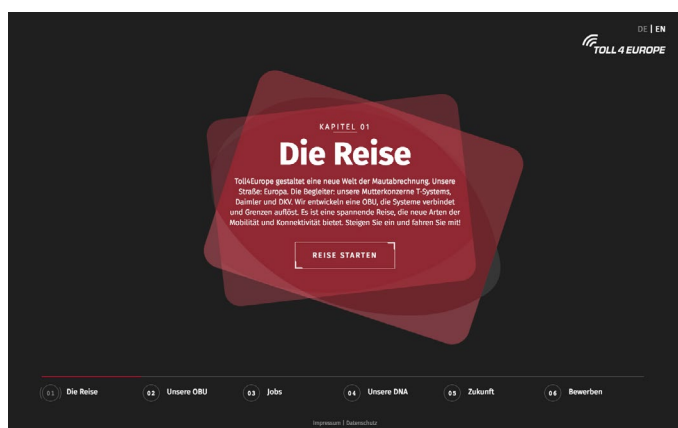 DE | EN
TOLL 4 EUROPE
KAPITEL 01
Die Reise
Toll4Europe gestaltet eine neue Welt der Mautabrechnung. Unsere
Straße: Europa. Die Begleiter: unsere Mutterkonzerne T-Systems,
Daimler und DKV. Wir entwickeln eine OBU, die Systeme verbindet
und Grenzen auflöst. Es ist eine spannende Reise, die neue Arten der
Mobilität und Konnektivität bietet. Steigen Sie ein und fahren Sie mit!
REISE STARTEN
01 Die Reise
02 Unsere OBU
03 Jobs
04 Unsere DNA
05 Zukunft
06 Bewerben
Impressum | Datenschutz